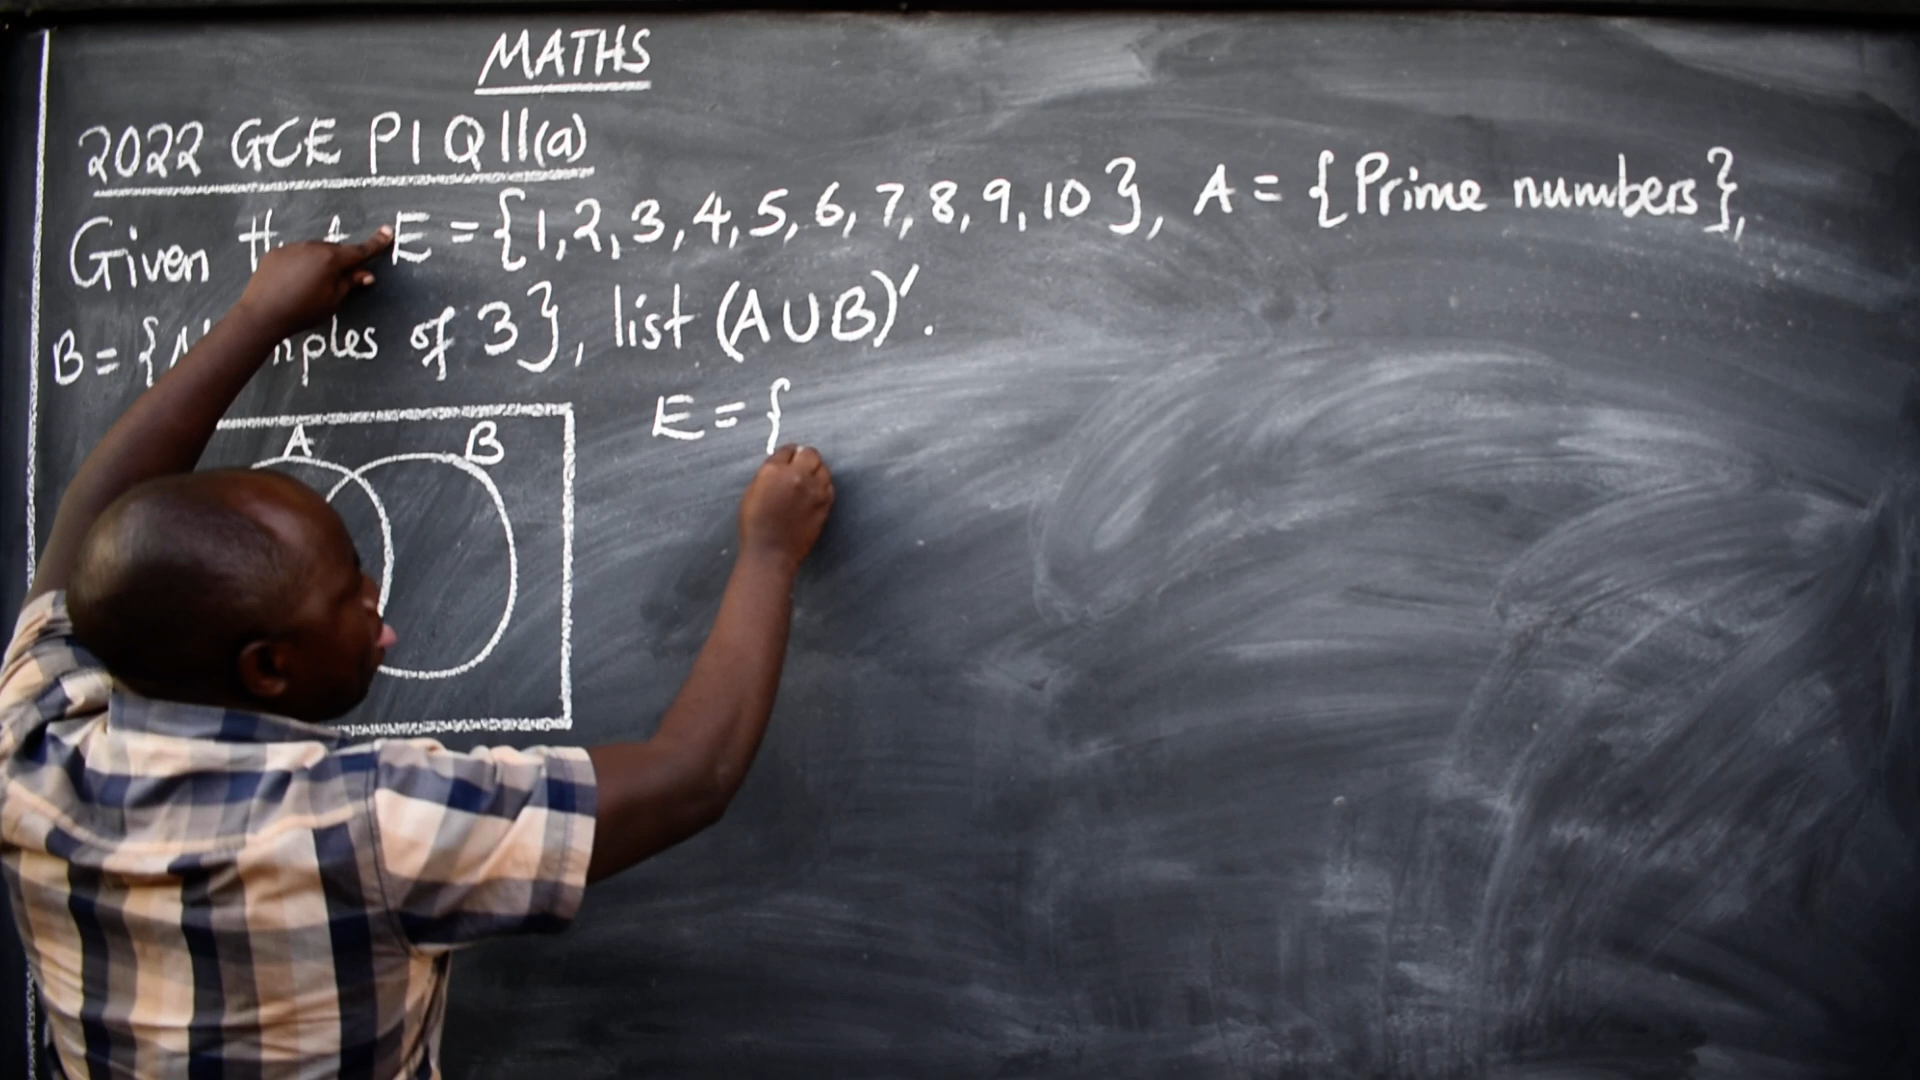 MATHS
2022 GCE P1 Q11(a)
Given E = {1,2,3,4,5,6,7,8,9,10}, A = {Prime numbers},
B = { of 3}, list (A∪B)′.
E = {
A B